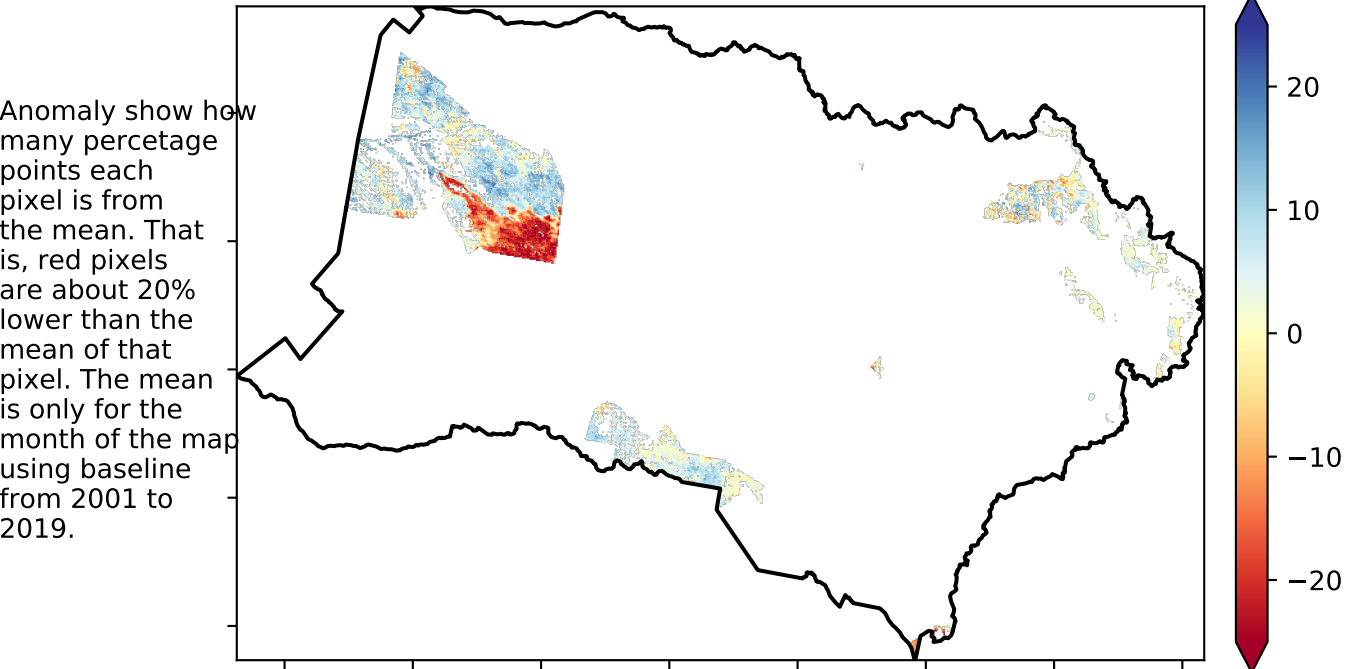 Anomaly show how
many percetage
points each
pixel is from
the mean. That
is, red pixels
are about 20%
lower than the
mean of that
pixel. The mean
is only for the
month of the map
using baseline
from 2001 to
2019.
20
10
0
−10
−20